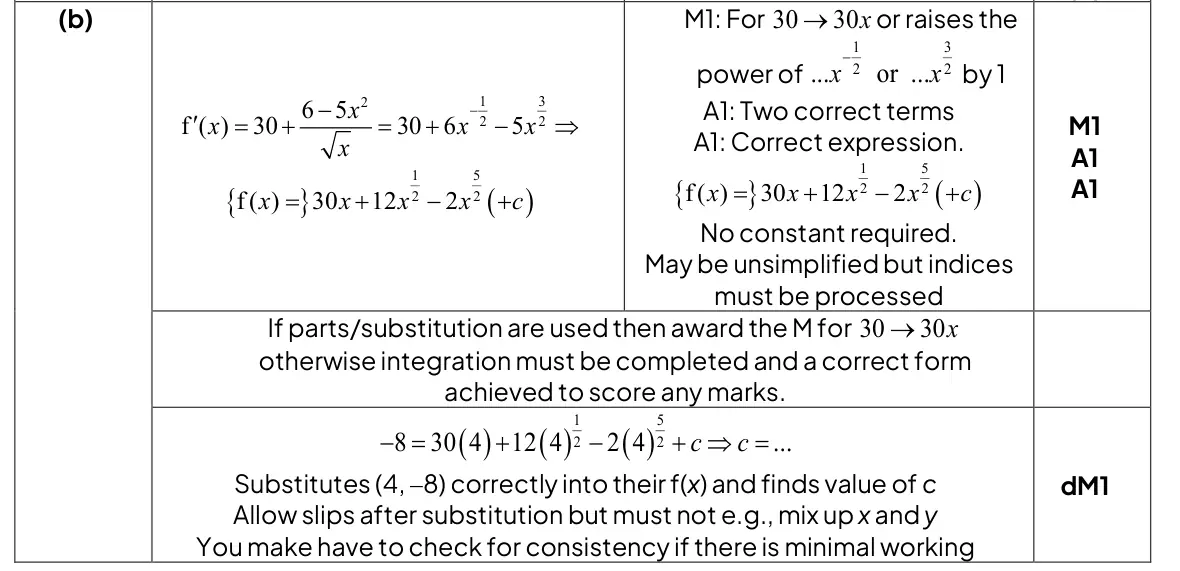 (b)
f′(x) = 30 + (6 − 5x²)/√x = 30 + 6x^(−1/2) − 5x^(3/2) ⇒
{f(x) =} 30x + 12x^(1/2) − 2x^(5/2) (+c)
M1: For 30 → 30x or raises the
power of ...x^(−1/2) or ...x^(3/2) by 1
A1: Two correct terms
A1: Correct expression.
{f(x) =} 30x + 12x^(1/2) − 2x^(5/2) (+c)
No constant required.
May be unsimplified but indices
must be processed
M1
A1
A1
If parts/substitution are used then award the M for 30 → 30x
otherwise integration must be completed and a correct form
achieved to score any marks.
−8 = 30(4) + 12(4)^(1/2) − 2(4)^(5/2) + c ⇒ c = ...
Substitutes (4, −8) correctly into their f(x) and finds value of c
Allow slips after substitution but must not e.g., mix up x and y
You make have to check for consistency if there is minimal working
dM1